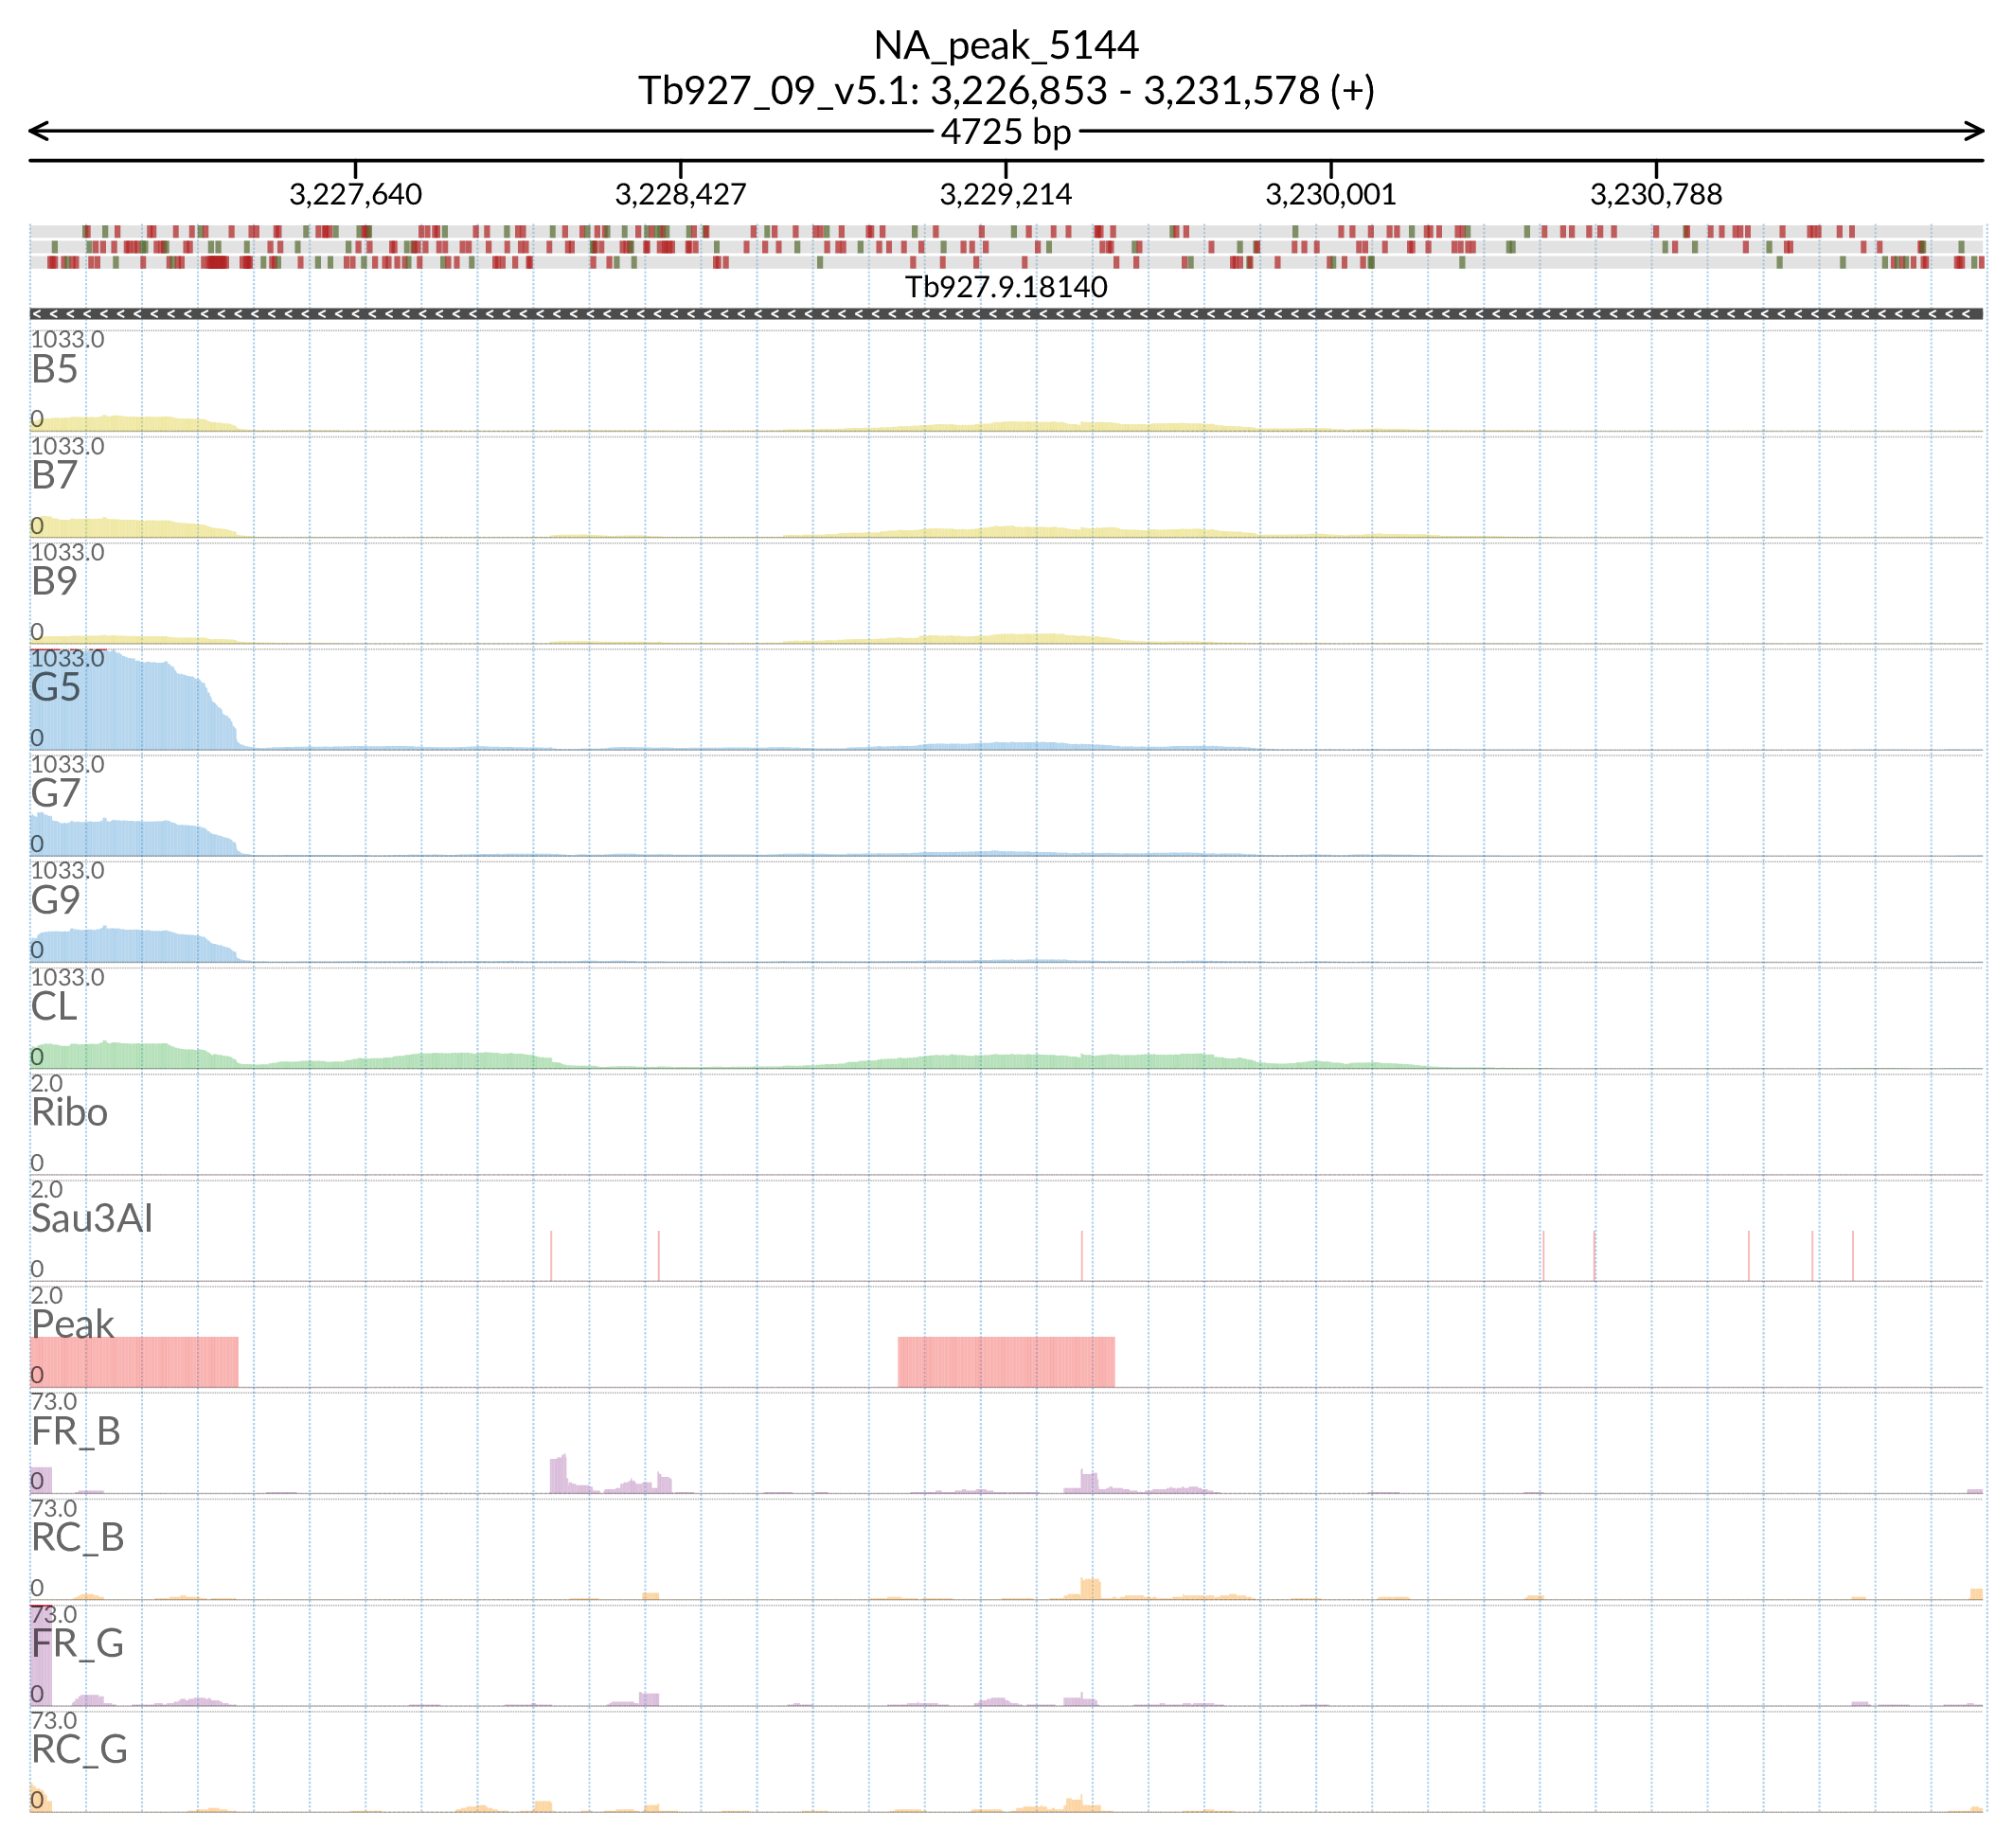 NA_peak_5144
Tb927_09_v5.1: 3,226,853 - 3,231,578 (+)
4725 bp
3,227,640 3,228,427 3,229,214 3,230,001 3,230,788
Tb927.9.18140
1033.0
B5
0
1033.0
B7
0
1033.0
B9
0
1033.0
G5
0
1033.0
G7
0
1033.0
G9
0
1033.0
CL
0
2.0
Ribo
0
2.0
Sau3AI
0
2.0
Peak
0
73.0
FR_B
0
73.0
RC_B
0
73.0
FR_G
0
73.0
RC_G
0